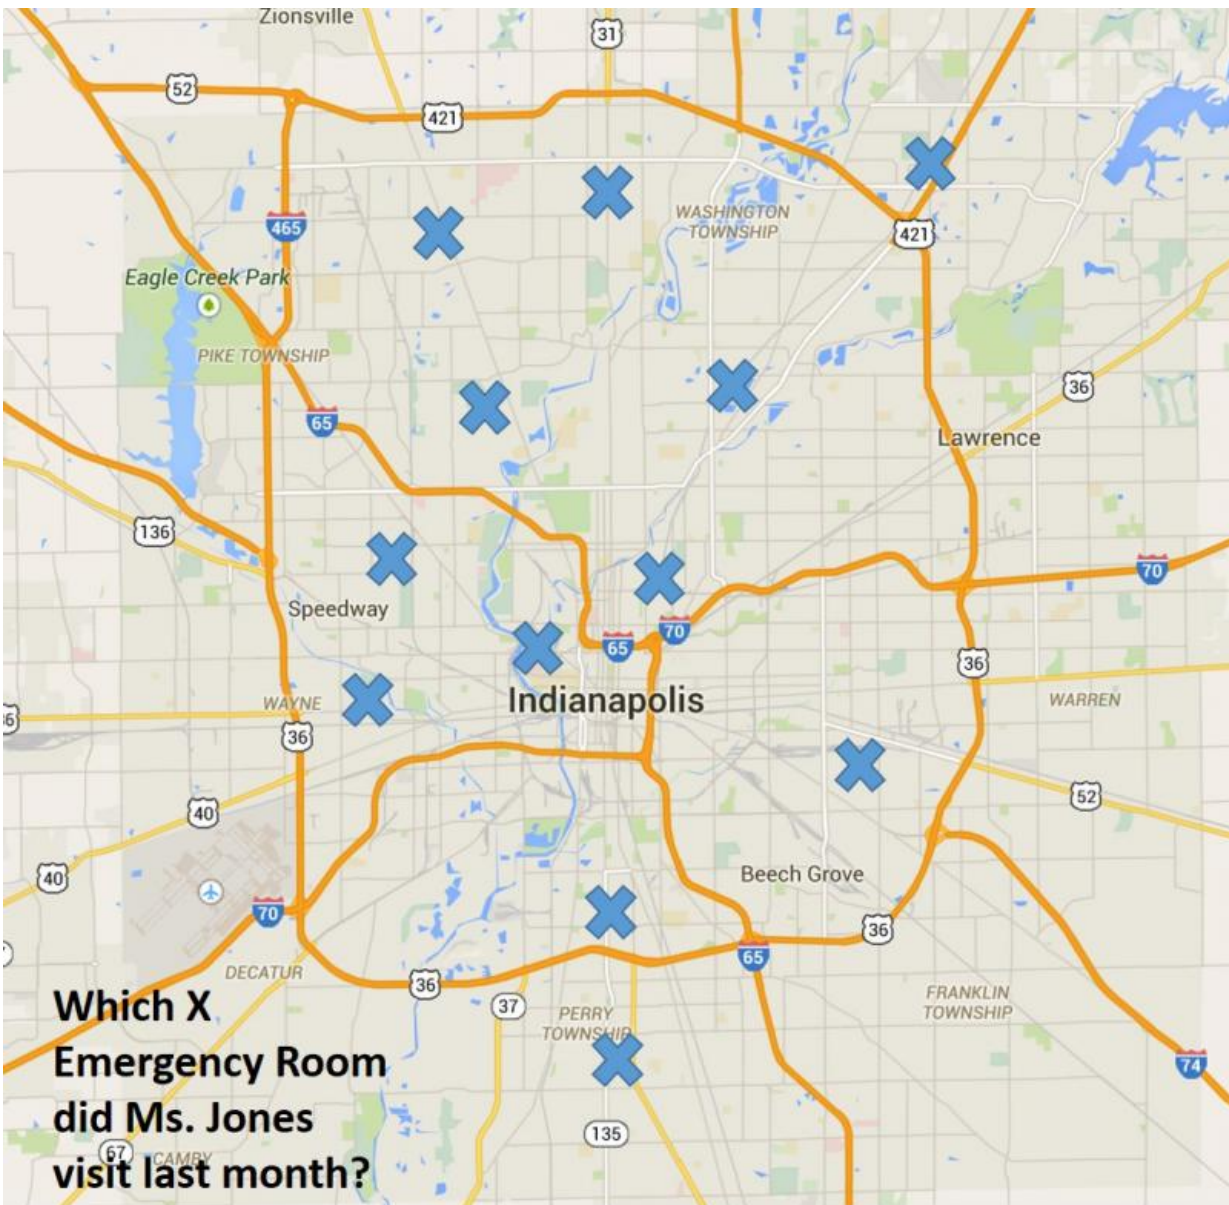 Zionsville
31
52
421
465
WASHINGTON
TOWNSHIP
421
Eagle Creek Park
PIKE TOWNSHIP
65
36
Lawrence
136
70
Speedway
70
65
36
Indianapolis
WAYNE
WARREN
36
40
52
40
Beech Grove
70
36
65
DECATUR
36
37
FRANKLIN
TOWNSHIP
PERRY
TOWNSHIP
74
135
67
CAMBY
Which X
Emergency Room
did Ms. Jones
visit last month?